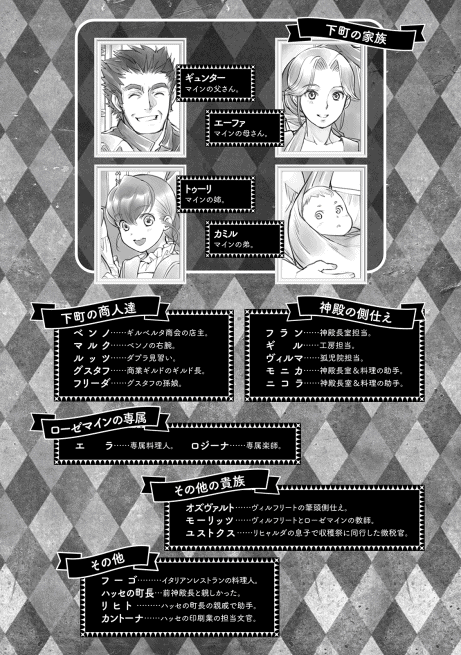 下町の家族
ギュンター
マインの父さん。
エーファ
マインの母さん。
トゥーリ
マインの姉。
カミル
マインの弟。
下町の商人達
ベンノ……ギルベルタ商会の店主。
マルク……ベンノの右腕。
ルッツ……ダプラ見習い。
グスタフ……商業ギルドのギルド長。
フリーダ……グスタフの孫娘。
神殿の側仕え
フラン……神殿長室担当。
ギル……工房担当。
ヴィルマ……孤児院担当。
モニカ……神殿長室&料理の助手。
ニコラ……神殿長室&料理の助手。
ローゼマインの専属
エラ……専属料理人。 ロジーナ……専属楽師。
その他の貴族
オズヴァルト……ヴィルフリートの筆頭側仕え。
モーリッツ……ヴィルフリートとローゼマインの教師。
ユストクス……リヒャルダの息子で収穫祭に同行した徴税官。
その他
フーゴ………イタリアンレストランの料理人。
ハッセの町長…前神殿長と親しかった。
リヒト………ハッセの町長の親戚で助手。
カントーナ……ハッセの印刷業の担当文官。